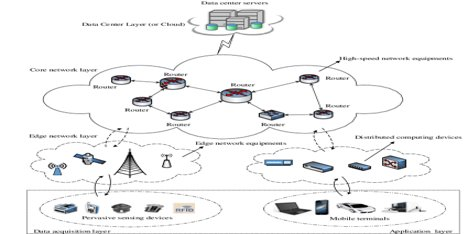 Data center servers
Data Center Layer (or Cloud)
High-speed network equipments
Core network layer
Router
Router
Router
Router
Router
Router
Router
Router
Edge network layer
Edge network equipments
Distributed computing devices
Pervasive sensing devices
RFID
Mobile terminals
Data acquisition layer
Application layer